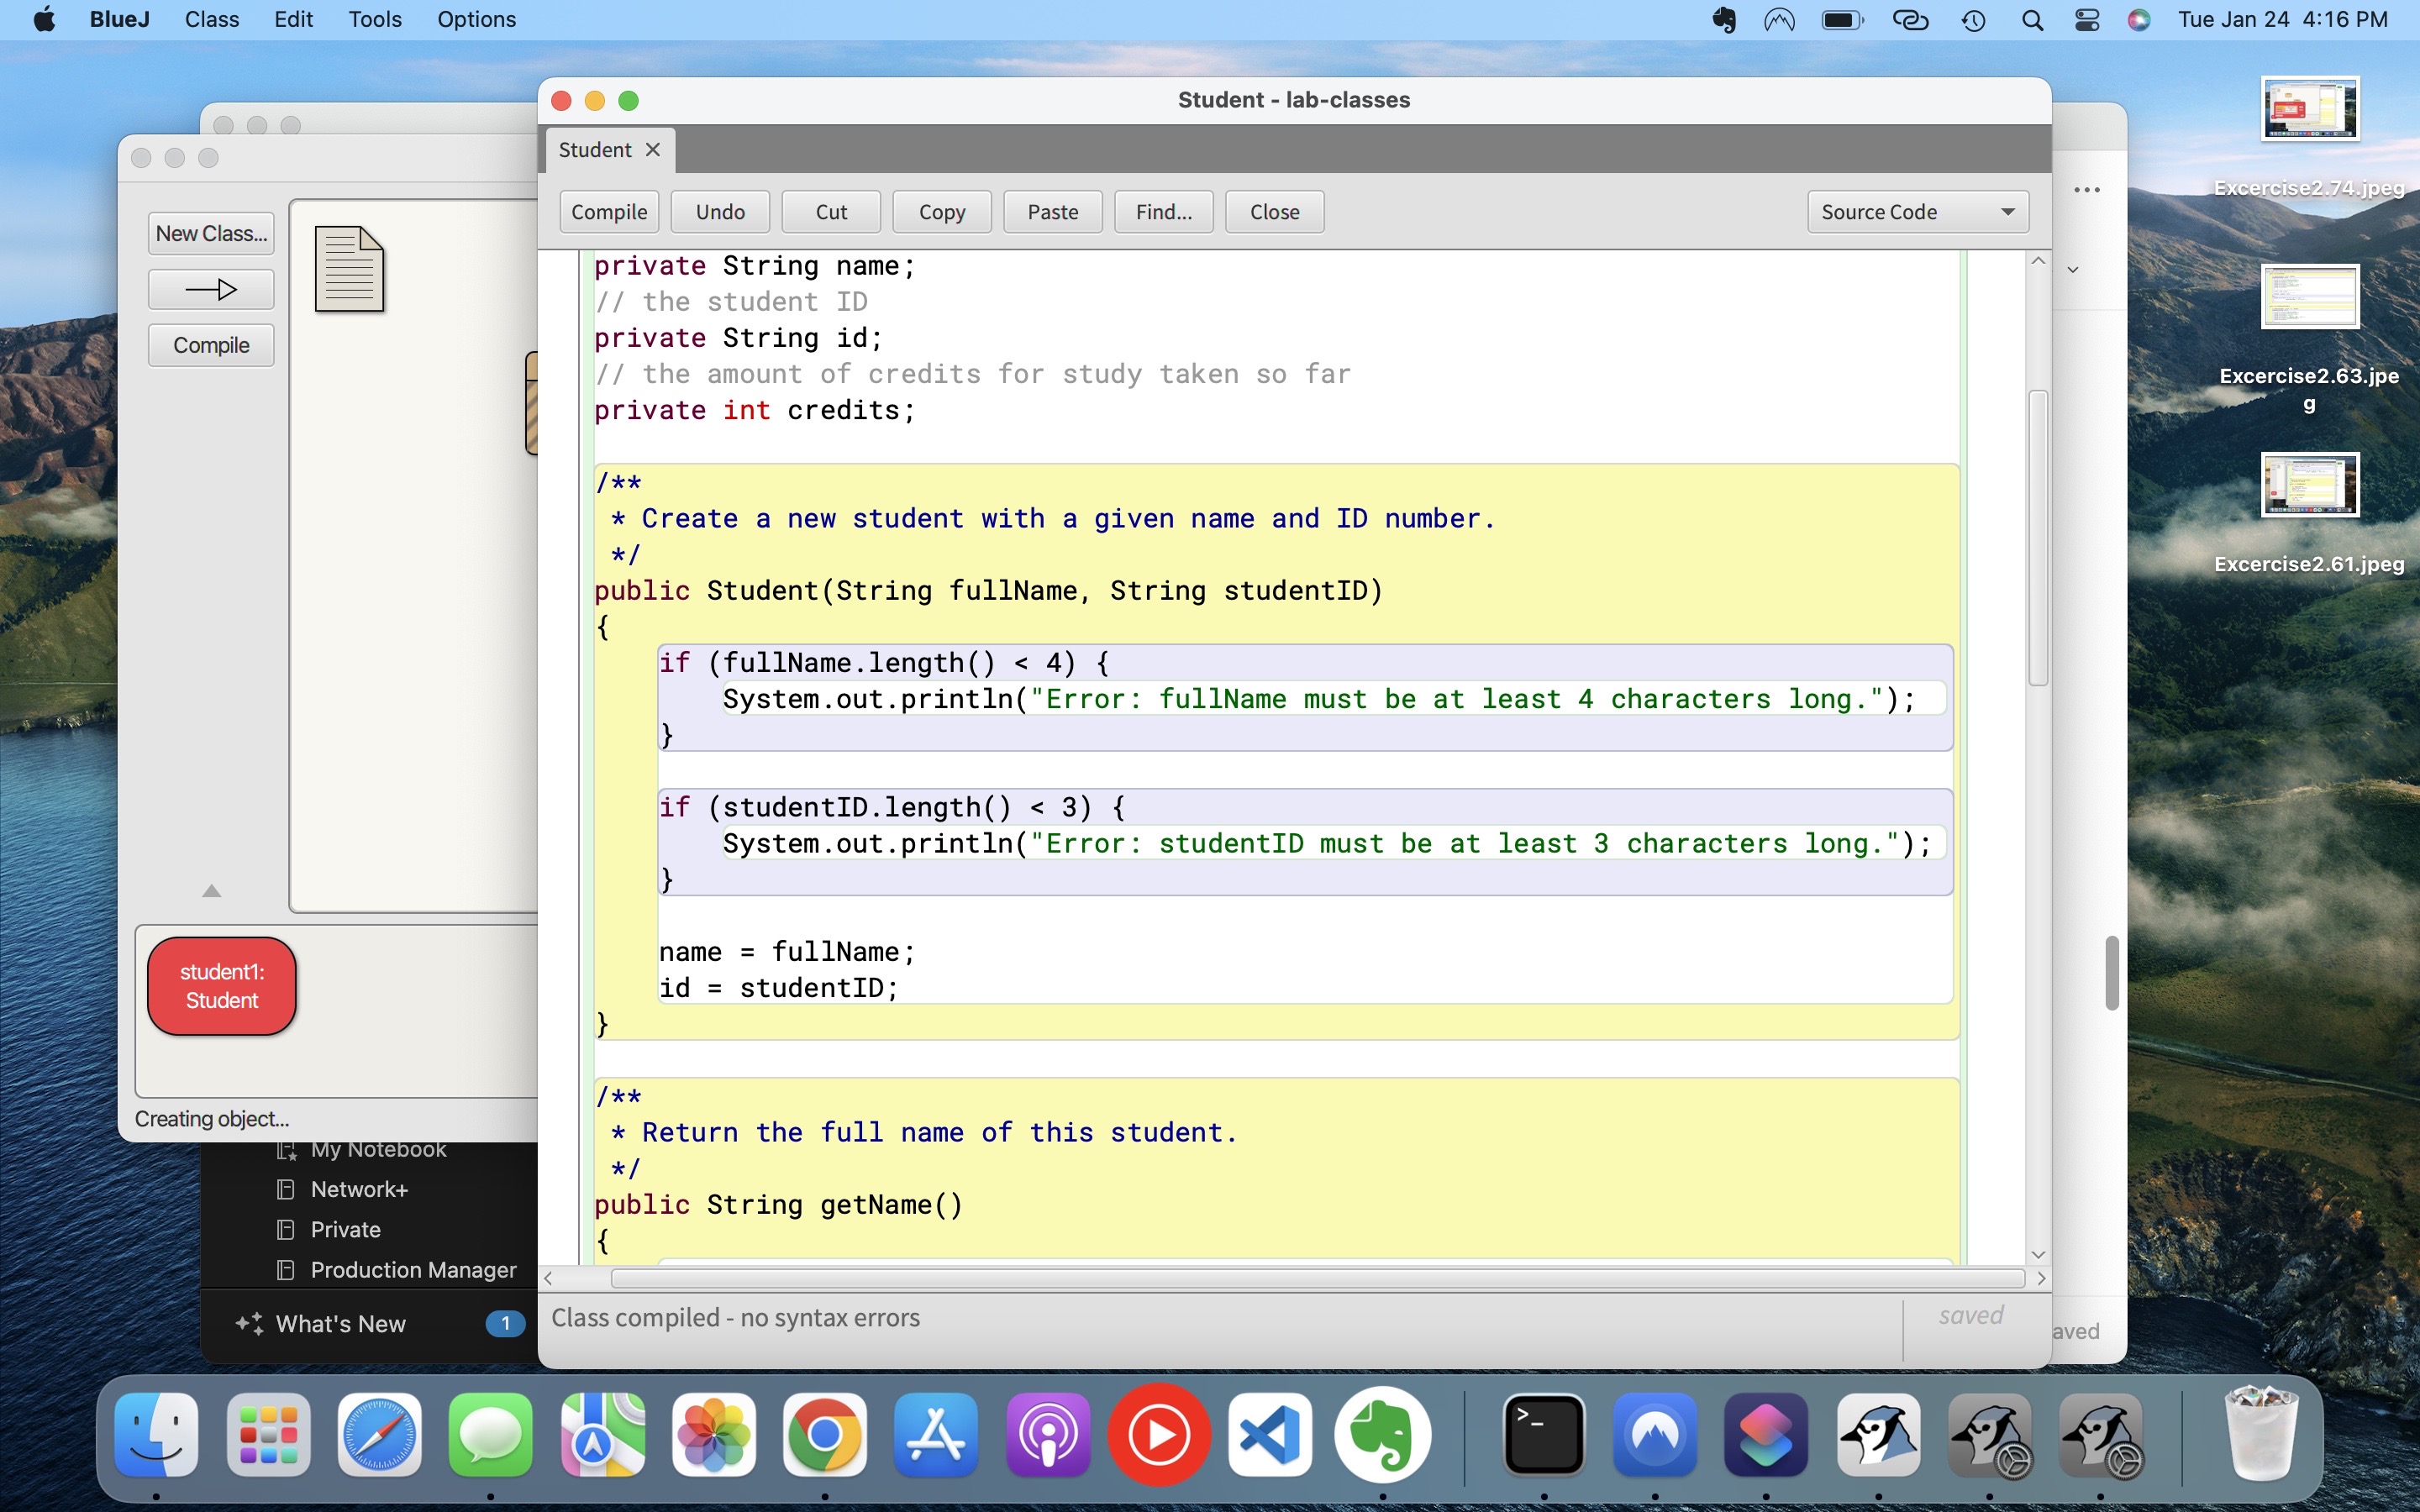 BlueJ Class Edit Tools Options Tue Jan 24 4:16 PM
Student - lab-classes
Student
Compile Undo Cut Copy Paste Find... Close Source Code
New Class...
Compile
private String name;
// the student ID
private String id;
// the amount of credits for study taken so far
private int credits;
/**
* Create a new student with a given name and ID number.
*/
public Student(String fullName, String studentID)
{
if (fullName.length() < 4) {
System.out.println("Error: fullName must be at least 4 characters long.");
}
if (studentID.length() < 3) {
System.out.println("Error: studentID must be at least 3 characters long.");
}
name = fullName;
id = studentID;
}
/**
* Return the full name of this student.
*/
public String getName()
{
Class compiled - no syntax errors
saved
aved
student1:
Student
Creating object...
My Notebook
Network+
Private
Production Manager
What's New 1
Excercise2.74.jpeg
Excercise2.63.jpe
g
Excercise2.61.jpeg
>_